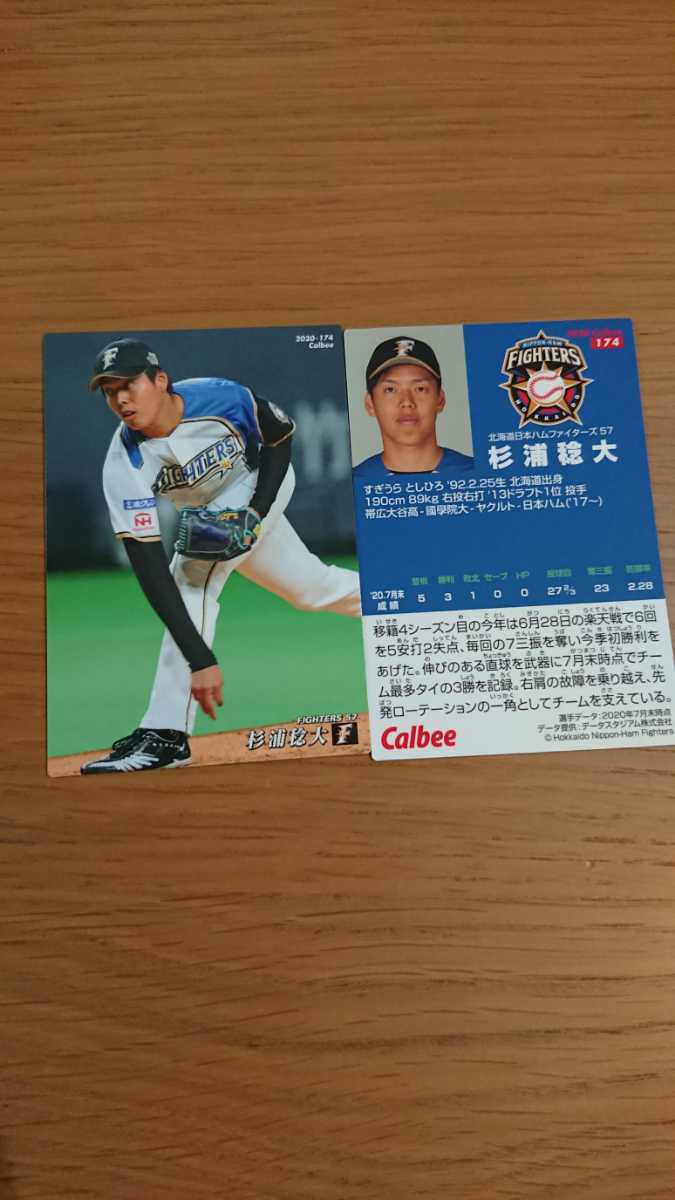 2020-174
Calbee
FIGHTERS
NH
FIGHTERS 57
杉浦稔大 F
2020 Calbee
174
NIPPON-HAM
FIGHTERS
HOKKAIDO
北海道日本ハムファイターズ 57
杉浦稔大
すぎうら としひろ '92.2.25生 北海道出身
190cm 89kg 右投右打 '13ドラフト1位 投手
帯広大谷高-國學院大-ヤクルト-日本ハム('17〜)
登板 勝利 敗北 セーブ HP 投球回 奪三振 防御率
'20.7月末
成績 5 3 1 0 0 27 2/3 23 2.28
移籍4シーズン目の今年は6月28日の楽天戦で6回
を5安打2失点、毎回の7三振を奪い今季初勝利を
あげた。伸びのある直球を武器に7月末時点でチー
ム最多タイの3勝を記録。右肩の故障を乗り越え、先
発ローテーションの一角としてチームを支えている。
選手データ:2020年7月末時点
データ提供:データスタジアム株式会社
© Hokkaido Nippon-Ham Fighters
Calbee